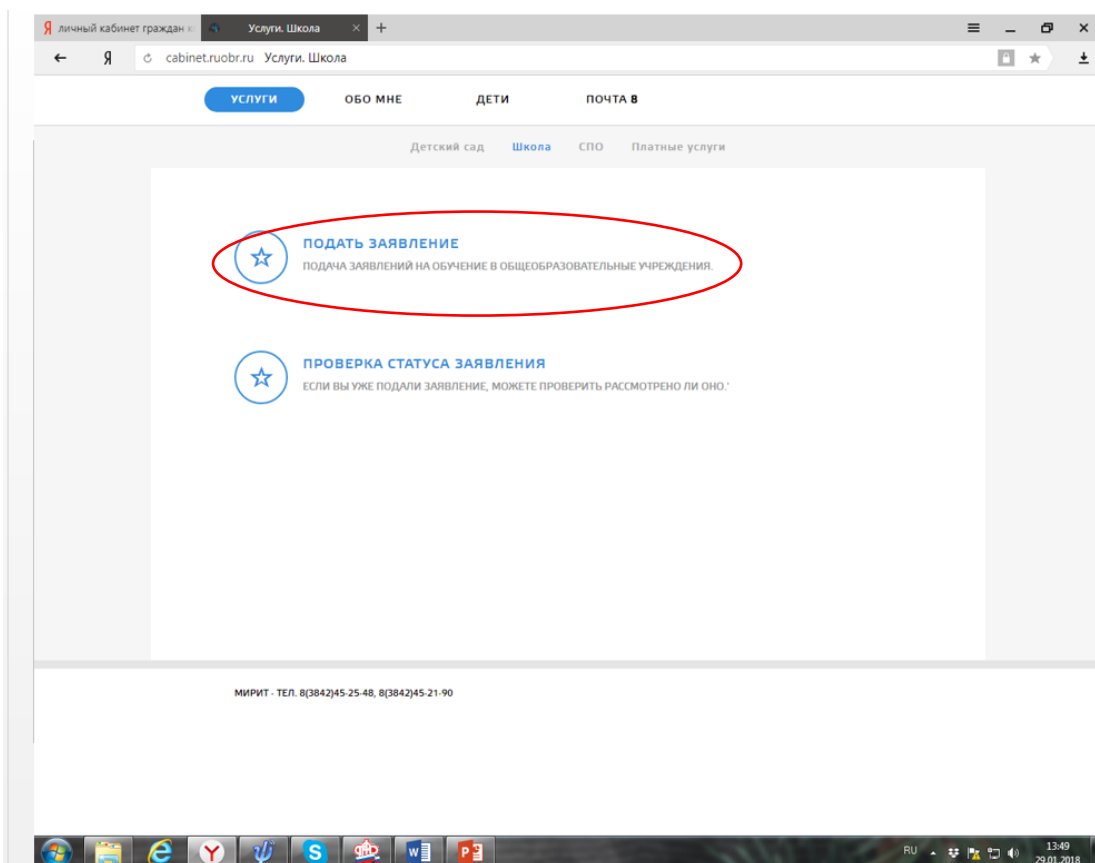 личный кабинет граждан
Услуги. Школа
cabinet.ruobr.ru Услуги. Школа
УСЛУГИ ОБО МНЕ ДЕТИ ПОЧТА 8
Детский сад Школа СПО Платные услуги
ПОДАТЬ ЗАЯВЛЕНИЕ
ПОДАЧА ЗАЯВЛЕНИЙ НА ОБУЧЕНИЕ В ОБЩЕОБРАЗОВАТЕЛЬНЫЕ УЧРЕЖДЕНИЯ.
ПРОВЕРКА СТАТУСА ЗАЯВЛЕНИЯ
ЕСЛИ ВЫ УЖЕ ПОДАЛИ ЗАЯВЛЕНИЕ, МОЖЕТЕ ПРОВЕРИТЬ РАССМОТРЕНО ЛИ ОНО.'
МИРИТ - ТЕЛ. 8(3842)45-25-48, 8(3842)45-21-90
RU
13:49
29.01.2018